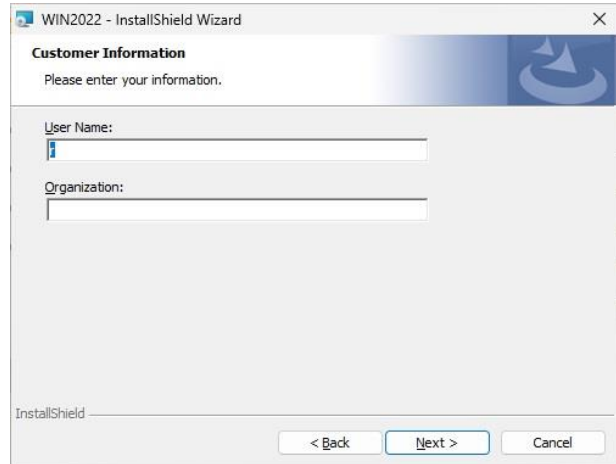 WIN2022 - InstallShield Wizard
Customer Information
Please enter your information.
User Name:
r
Organization:
InstallShield
< Back
Next >
Cancel